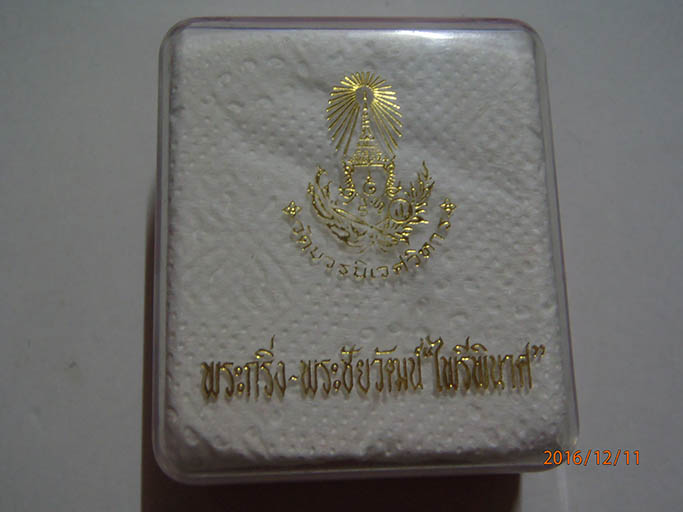 วัดบวรนิเวศวิหาร
พระกริ่ง-พระชัยวัฒน์“ไพรีพินาศ”
2016/12/11